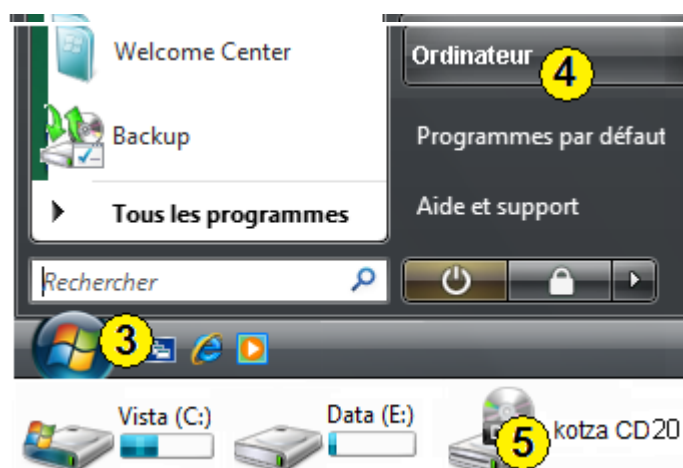 Welcome Center
Ordinateur
4
Backup
Programmes par défaut
Tous les programmes
Aide et support
Rechercher
3
Vista (C:)
Data (E:)
5
kotza CD20